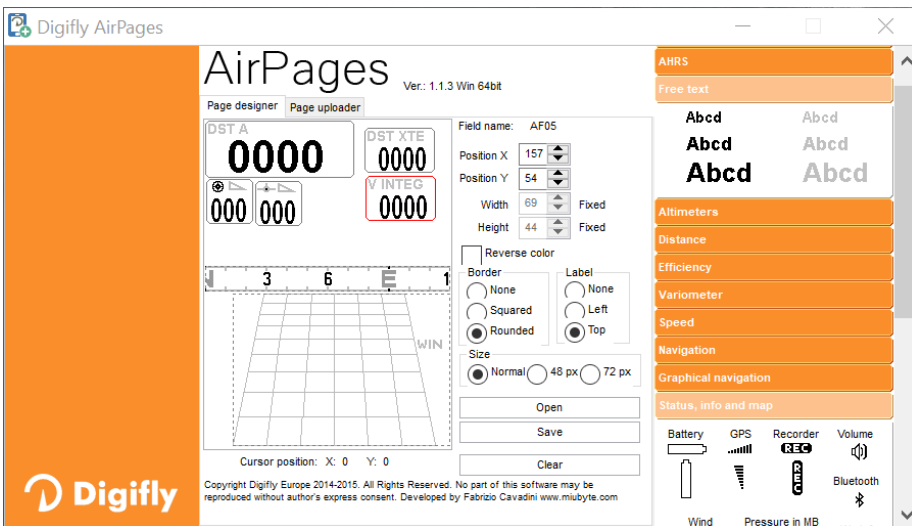 Digifly AirPages
AirPages Ver.: 1.1.3 Win 64bit
Page designer Page uploader
DST A
0000
DST XTE
0000
000 000
V INTEG
0000
3 6 E 1
WIN
Cursor position: X: 0 Y: 0
Field name: AF05
Position X 157
Position Y 54
Width 69 Fixed
Height 44 Fixed
Reverse color
Border
None
Squared
Rounded
Label
None
Left
Top
Size
Normal 48 px 72 px
Open
Save
Clear
Copyright Digifly Europe 2014-2015. All Rights Reserved. No part of this software may be
reproduced without author's express consent. Developed by Fabrizio Cavadini www.miubyte.com
Digifly
AHRS
Free text
Abcd Abcd
Abcd Abcd
Abcd Abcd
Altimeters
Distance
Efficiency
Variometer
Speed
Navigation
Graphical navigation
Status, info and map
Battery GPS Recorder Volume
REC
REC
Bluetooth
Wind Pressure in MB